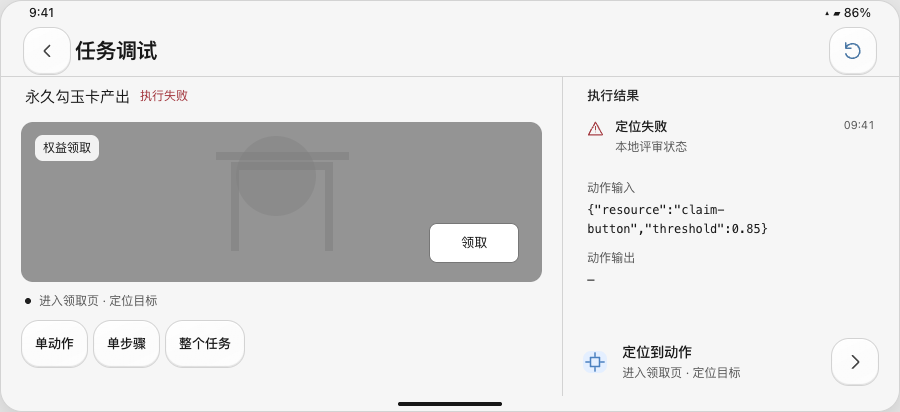 9:41
86%
任务调试
永久勾玉卡产出 执行失败
权益领取
领取
进入领取页 · 定位目标
单动作 单步骤 整个任务
执行结果
定位失败 09:41
本地评审状态
动作输入
{"resource":"claim-
button","threshold":0.85}
动作输出
—
定位到动作
进入领取页 · 定位目标